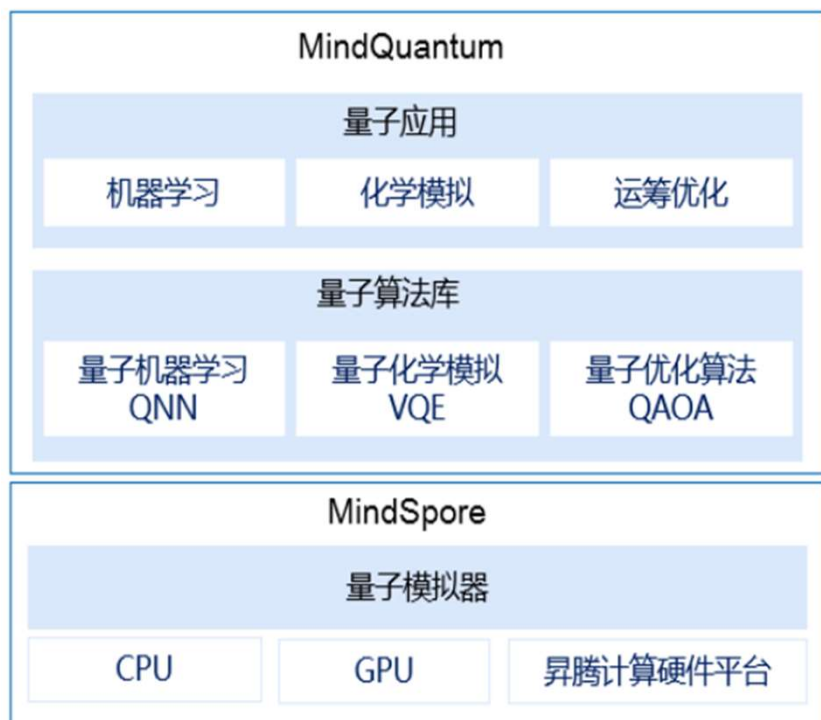 MindQuantum
量子应用
机器学习
化学模拟
运筹优化
量子算法库
量子机器学习
QNN
量子化学模拟
VQE
量子优化算法
QAOA
MindSpore
量子模拟器
CPU
GPU
昇腾计算硬件平台